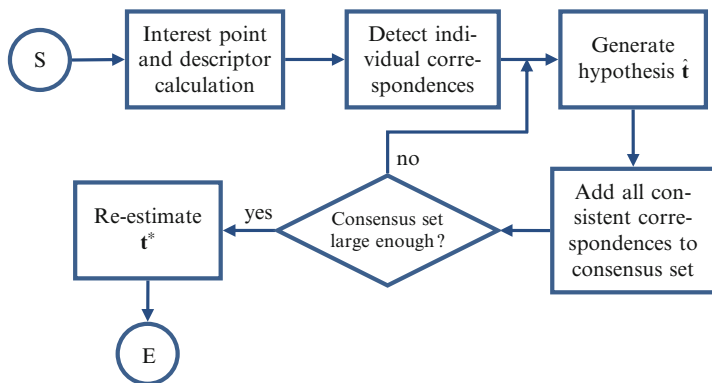 S
Interest point
and descriptor
calculation
Detect indi-
vidual corre-
spondences
Generate
hypothesis t̂
no
Add all con-
sistent corre-
spondences to
consensus set
Consensus set
large enough?
yes
Re-estimate
t*
E